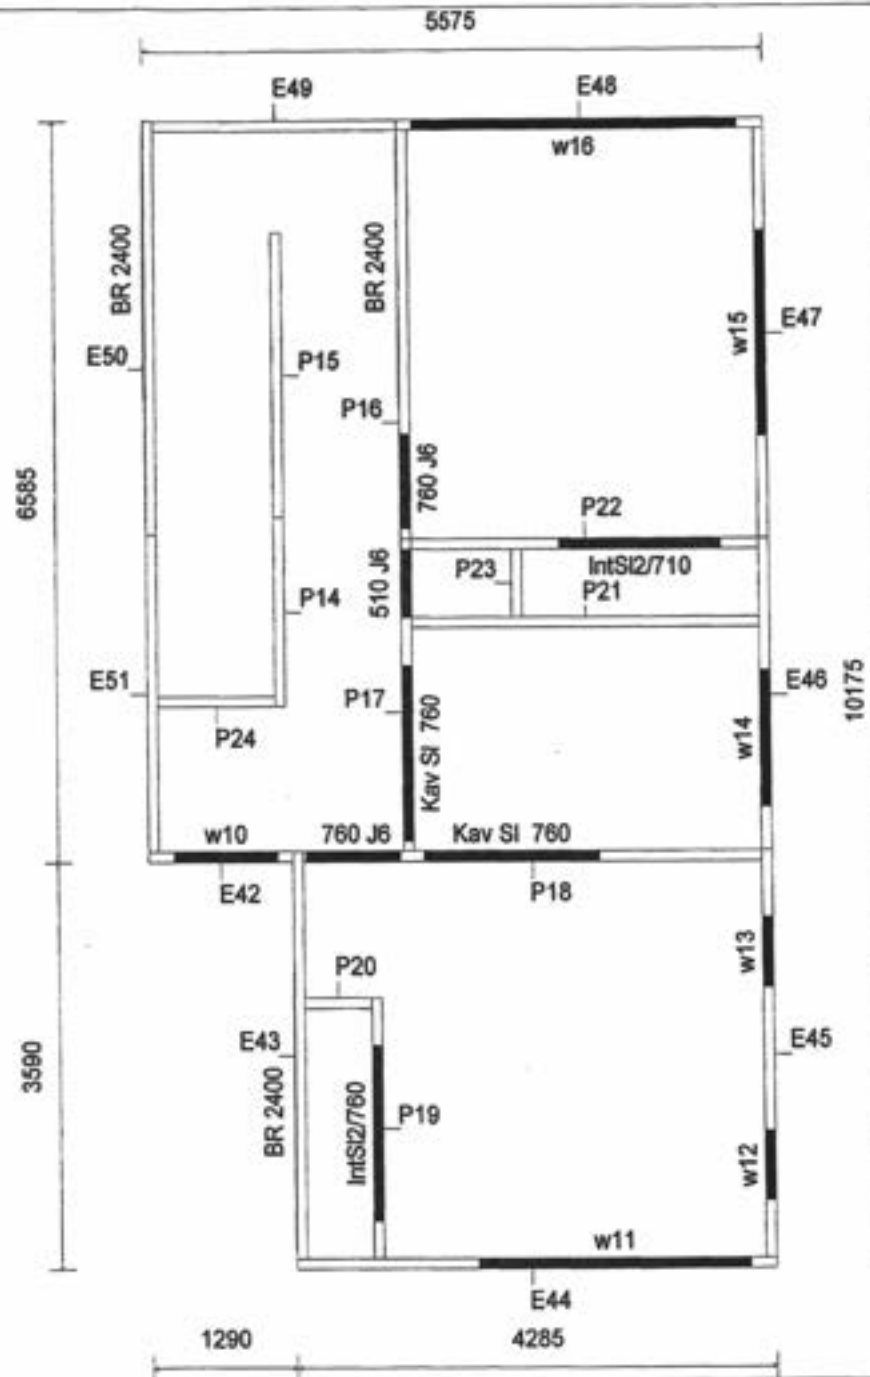 5575
E49
E48
w16
BR 2400
BR 2400
w15
E47
E50
P15
P16
6585
760 J6
P22
IntSl2/710
P23
P21
510 J6
P14
E51
P17
E46
10175
P24
Kav Sl 760
w14
w10
760 J6
Kav Sl 760
E42
P18
w13
P20
E43
E45
3590
BR 2400
IntSl2/760
P19
w12
w11
E44
1290
4285